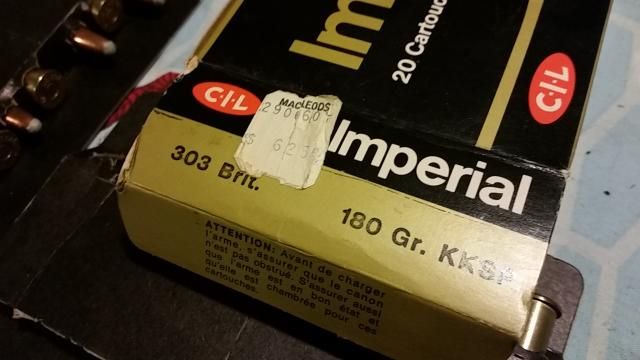 Im
20 Cartouc
C·I·L
C·I·L
MACLEODS
$ 6
Imperial
303 Brit.
180 Gr. KKSP
ATTENTION: Avant de charger
l'arme, s'assurer que le canon
n'est pas obstrué. S'assurer aussi
que l'arme est en bon état et
qu'elle est chambrée pour ces
cartouches.